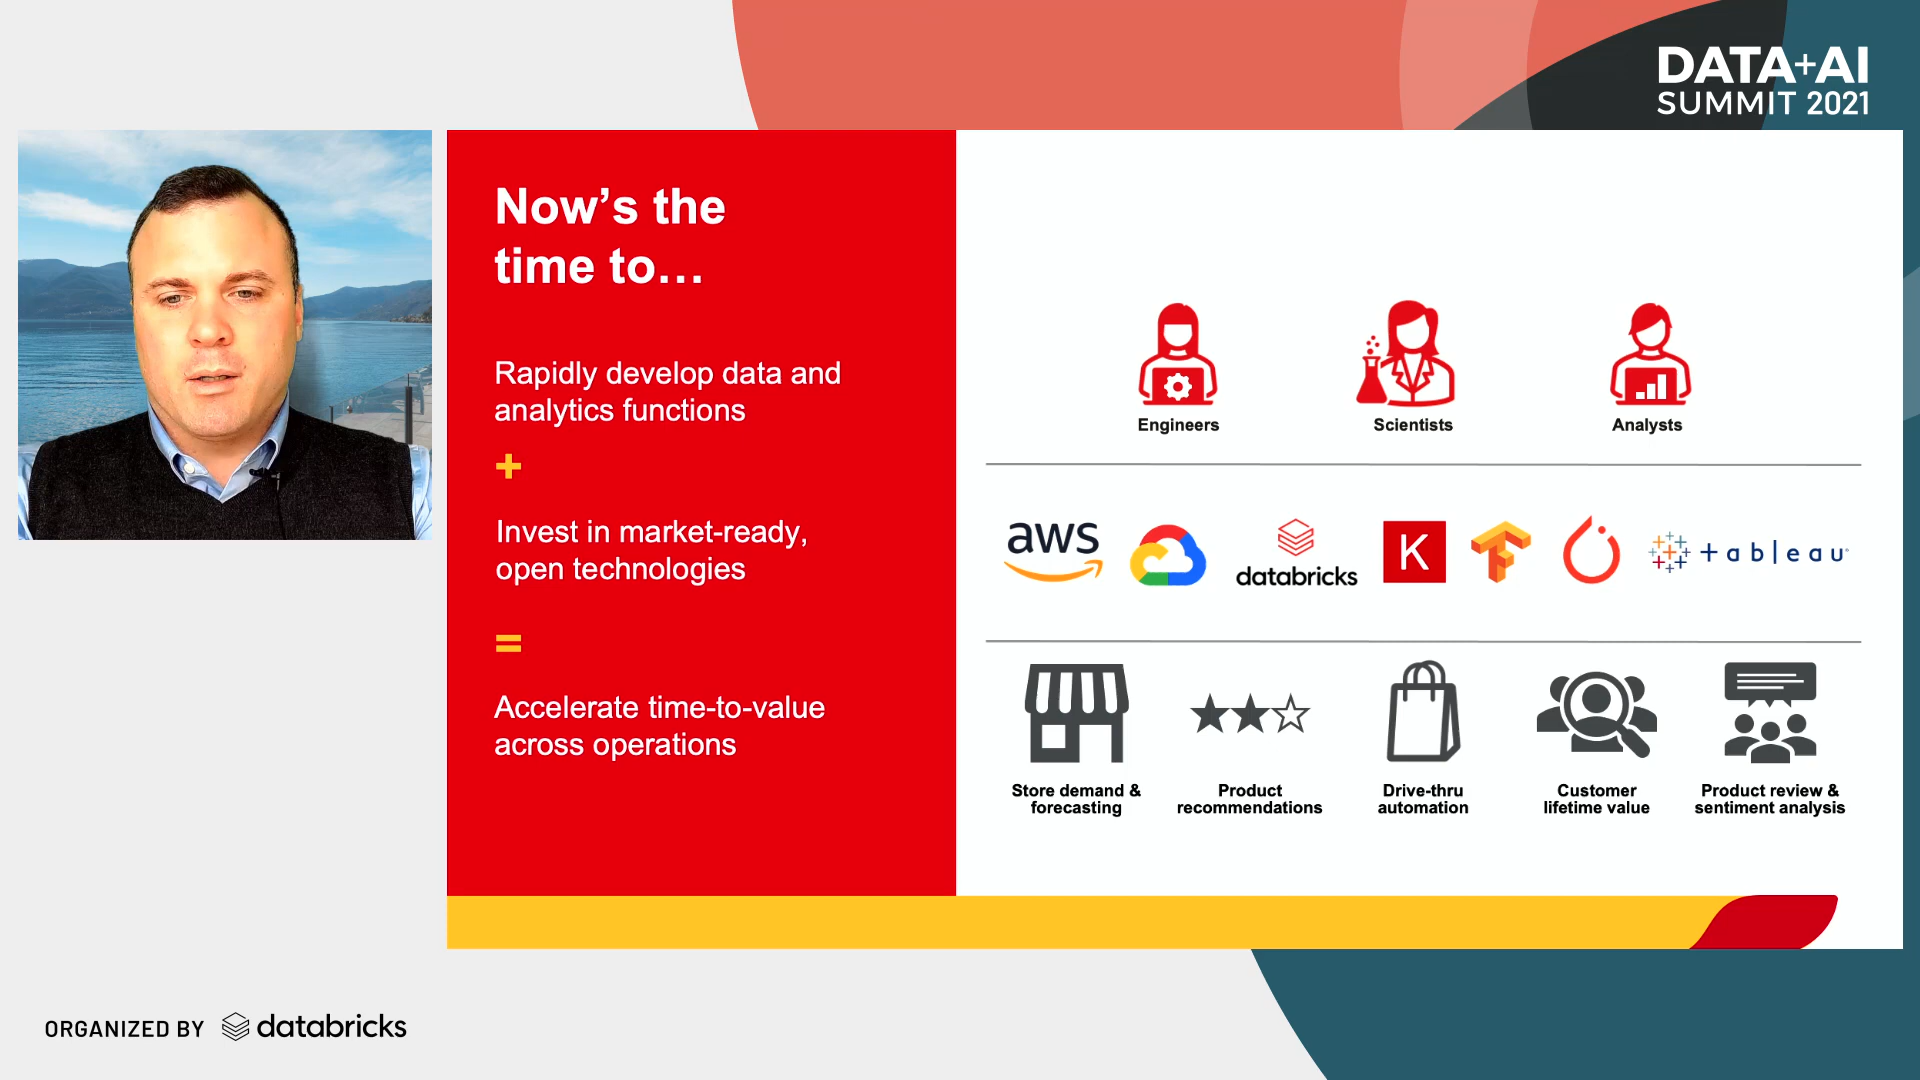 DATA+AI
SUMMIT 2021
Now’s the
time to…
Rapidly develop data and
analytics functions
+
Invest in market-ready,
open technologies
=
Accelerate time-to-value
across operations
Engineers
Scientists
Analysts
aws
databricks
K
+ableau
Store demand &
forecasting
Product
recommendations
Drive-thru
automation
Customer
lifetime value
Product review &
sentiment analysis
ORGANIZED BY databricks